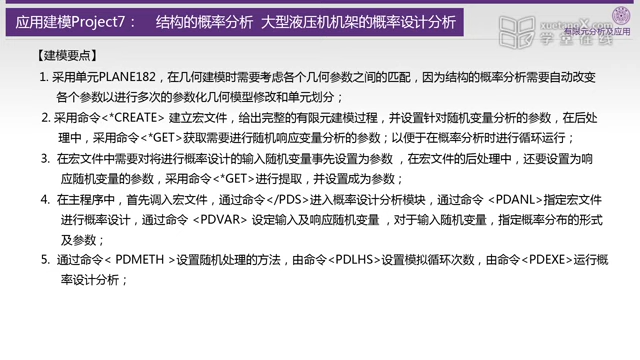 应用建模Project7： 结构的概率分析 大型液压机机架的概率设计分析
xuetangX.com
学堂在线
有限元分析及应用
【建模要点】
1. 采用单元PLANE182，在几何建模时需要考虑各个几何参数之间的匹配，因为结构的概率分析需要自动改变
各个参数以进行多次的参数化几何模型修改和单元划分；
2. 采用命令<*CREATE> 建立宏文件，给出完整的有限元建模过程，并设置针对随机变量分析的参数，在后处
理中，采用命令<*GET>获取需要进行随机响应变量分析的参数；以便于在概率分析时进行循环运行；
3. 在宏文件中需要对将进行概率设计的输入随机变量事先设置为参数 ，在宏文件的后处理中，还要设置为响
应随机变量的参数，采用命令<*GET>进行提取，并设置成为参数；
4. 在主程序中，首先调入宏文件，通过命令</PDS>进入概率设计分析模块，通过命令 <PDANL>指定宏文件
进行概率设计，通过命令 <PDVAR> 设定输入及响应随机变量 ，对于输入随机变量，指定概率分布的形式
及参数；
5. 通过命令< PDMETH >设置随机处理的方法，由命令<PDLHS>设置模拟循环次数，由命令<PDEXE>运行概
率设计分析；